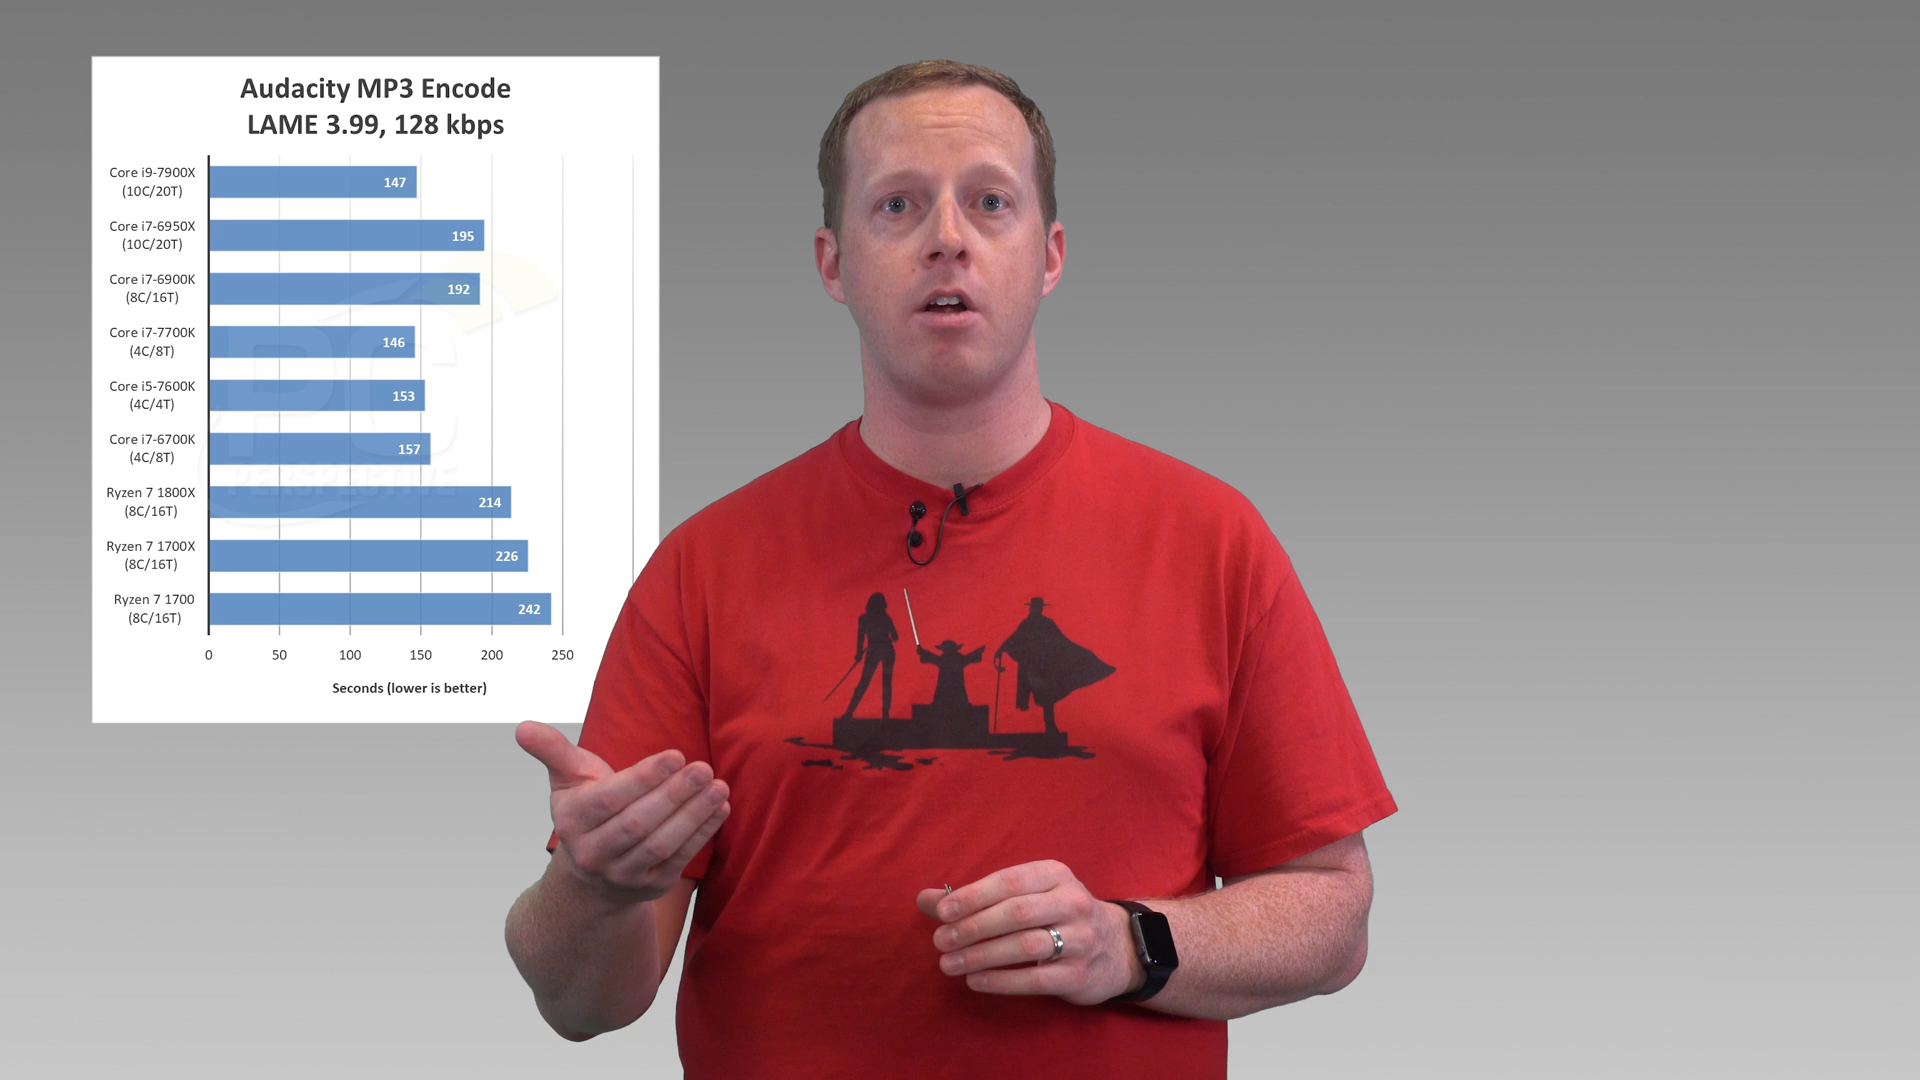 Audacity MP3 Encode
LAME 3.99, 128 kbps
Core i9-7900X
(10C/20T)
147
Core i7-6950X
(10C/20T)
195
Core i7-6900K
(8C/16T)
192
Core i7-7700K
(4C/8T)
146
Core i5-7600K
(4C/4T)
153
Core i7-6700K
(4C/8T)
157
Ryzen 7 1800X
(8C/16T)
214
Ryzen 7 1700X
(8C/16T)
226
Ryzen 7 1700
(8C/16T)
242
0 50 100 150 200 250
Seconds (lower is better)
PC
PERSPECTIVE